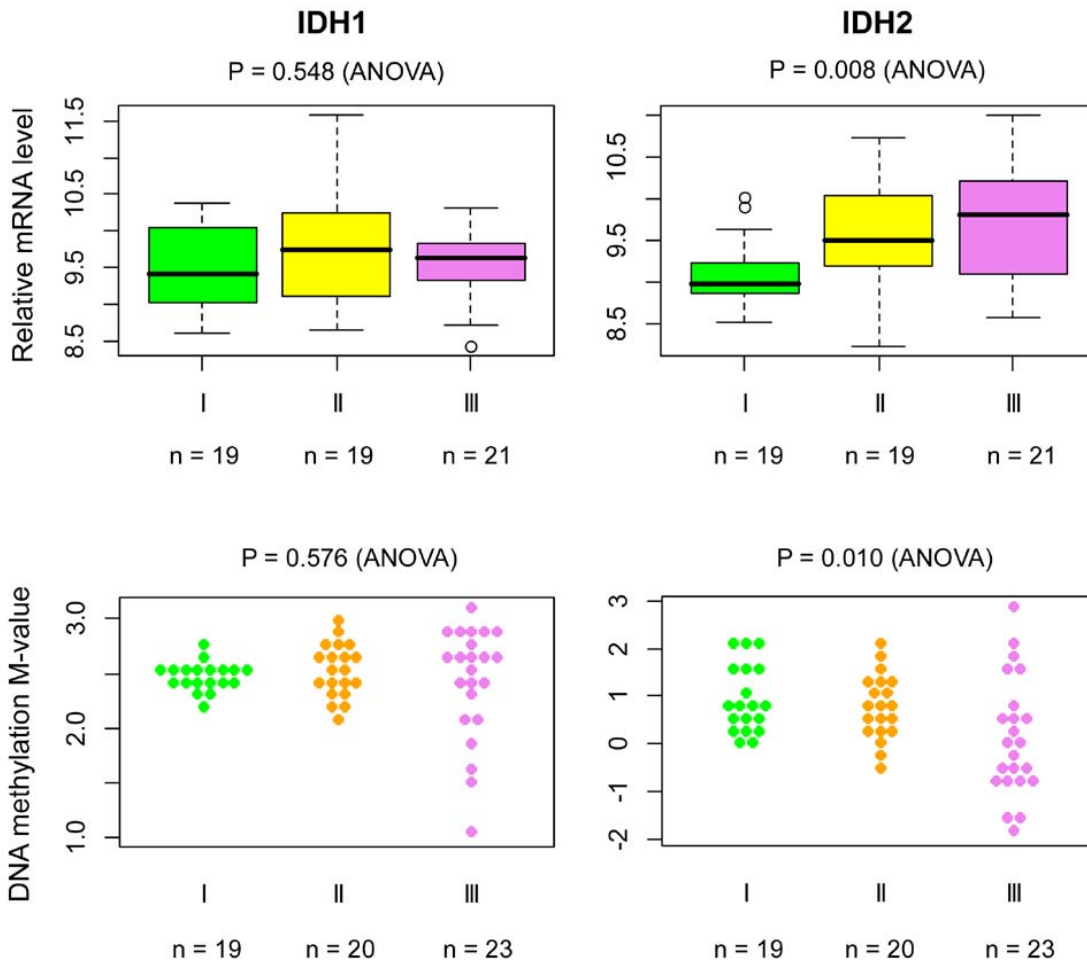 IDH1
IDH2
P = 0.548 (ANOVA)
P = 0.008 (ANOVA)
Relative mRNA level
11.5
10.5
9.5
8.5
10.5
9.5
8.5
I II III
I II III
n = 19 n = 19 n = 21
n = 19 n = 19 n = 21
P = 0.576 (ANOVA)
P = 0.010 (ANOVA)
DNA methylation M-value
3.0
2.0
1.0
3
2
1
0
-1
-2
I II III
I II III
n = 19 n = 20 n = 23
n = 19 n = 20 n = 23